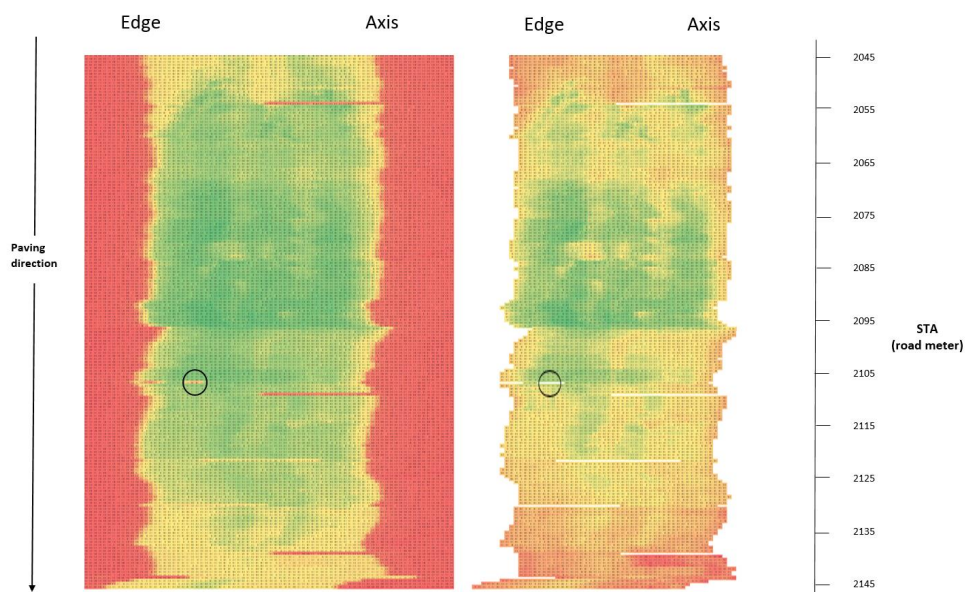 Edge
Axis
Edge
Axis
Paving
direction
2045
2055
2065
2075
2085
2095
2105
2115
2125
2135
2145
STA
(road meter)